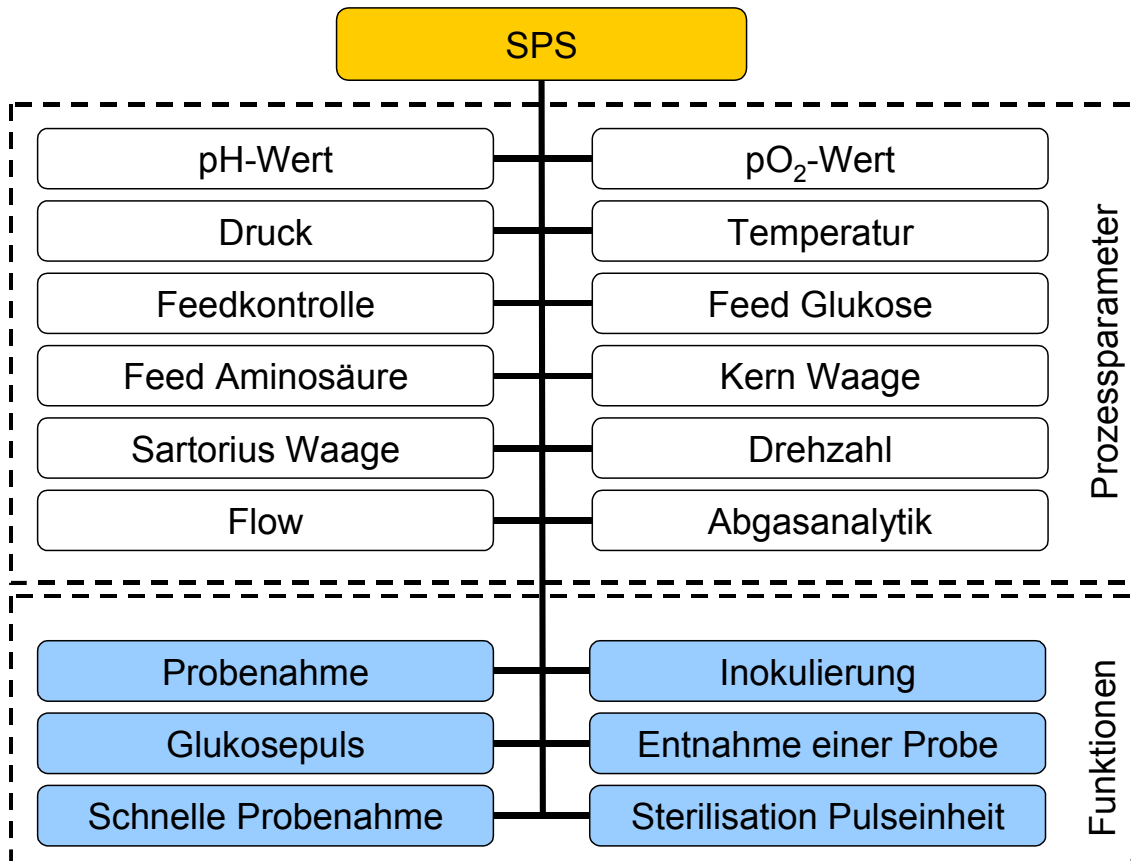 SPS
pH-Wert
pO₂-Wert
Druck
Temperatur
Feedkontrolle
Feed Glukose
Feed Aminosäure
Kern Waage
Sartorius Waage
Drehzahl
Flow
Abgasanalytik
Prozessparameter
Probenahme
Inokulierung
Glukosepuls
Entnahme einer Probe
Schnelle Probenahme
Sterilisation Pulseinheit
Funktionen